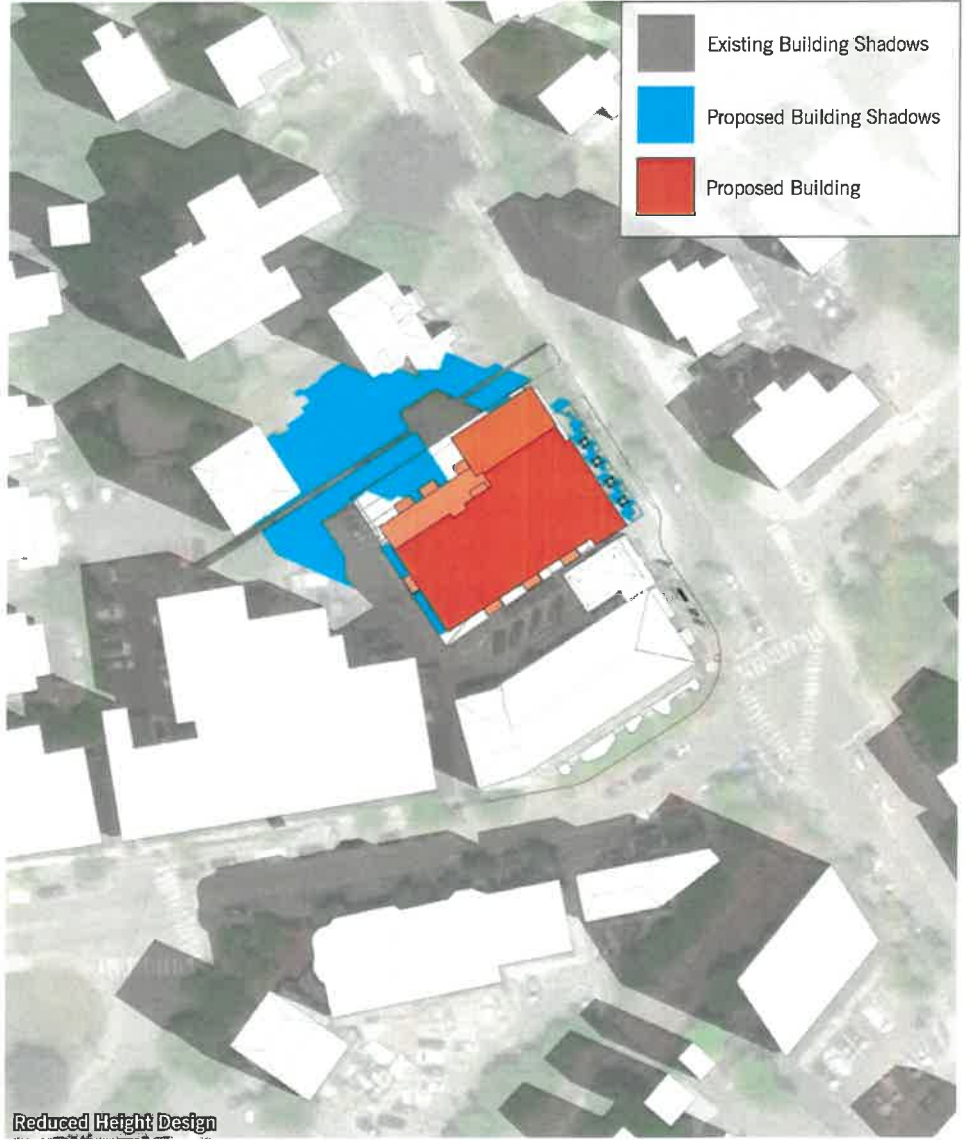 Existing Building Shadows
Proposed Building Shadows
Proposed Building
Reduced Height Design